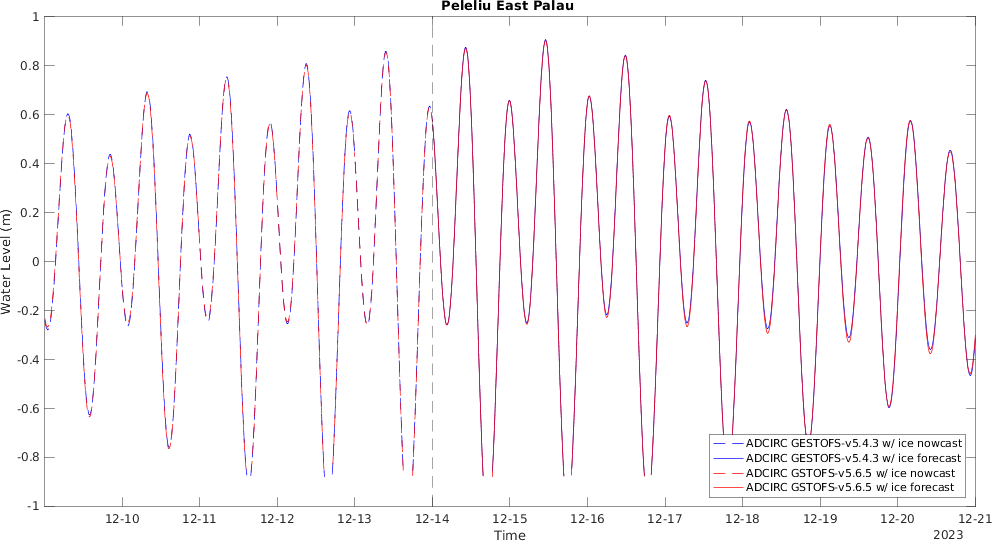 Peleliu East Palau
1
0.8
0.6
0.4
0.2
0
-0.2
-0.4
-0.6
-0.8
-1
Water Level (m)
ADCIRC GESTOFS-v5.4.3 w/ ice nowcast
ADCIRC GESTOFS-v5.4.3 w/ ice forecast
ADCIRC GSTOFS-v5.6.5 w/ ice nowcast
ADCIRC GSTOFS-v5.6.5 w/ ice forecast
12-10 12-11 12-12 12-13 12-14 12-15 12-16 12-17 12-18 12-19 12-20 12-21
Time
2023